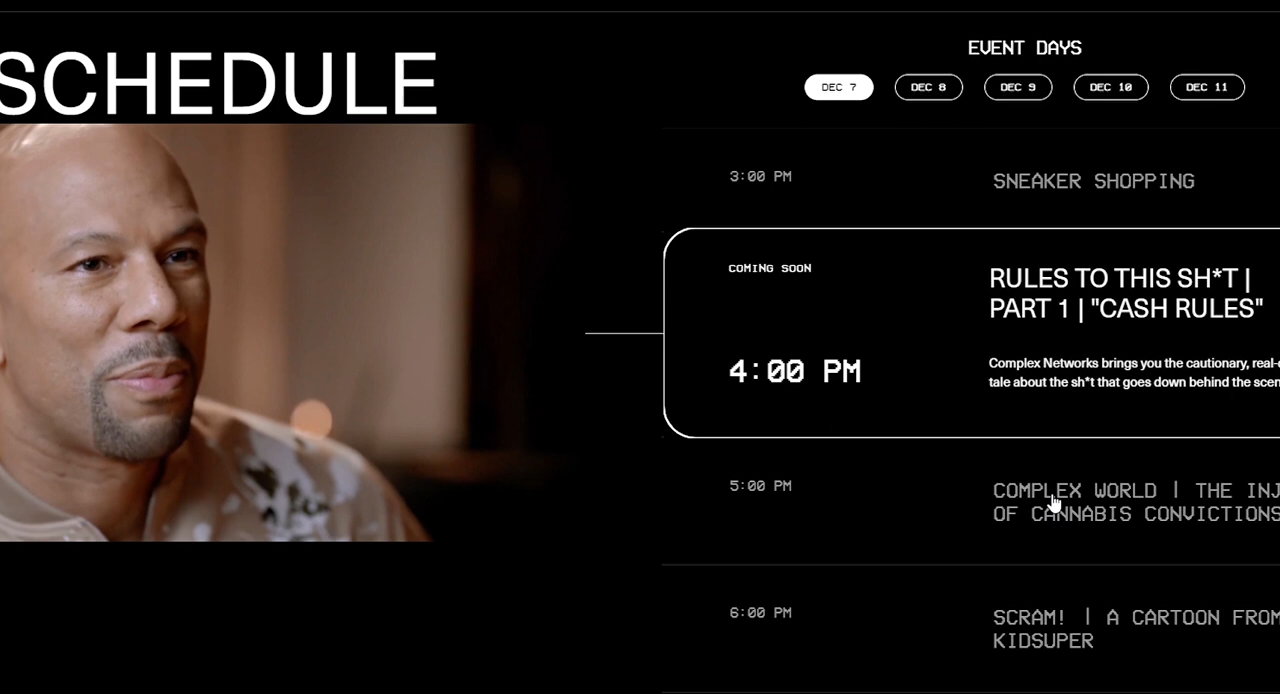 SCHEDULE
EVENT DAYS
DEC 7
DEC 8
DEC 9
DEC 10
DEC 11
3:00 PM
SNEAKER SHOPPING
COMING SOON
RULES TO THIS SH*T |
PART 1 | "CASH RULES"
4:00 PM
Complex Networks brings you the cautionary,
tale about the sh*t that goes down behind the
5:00 PM
COMPLEX WORLD | THE
OF CANNABIS CONVICTIONS
6:00 PM
SCRAM! | A CARTOON FROM
KIDSUPER